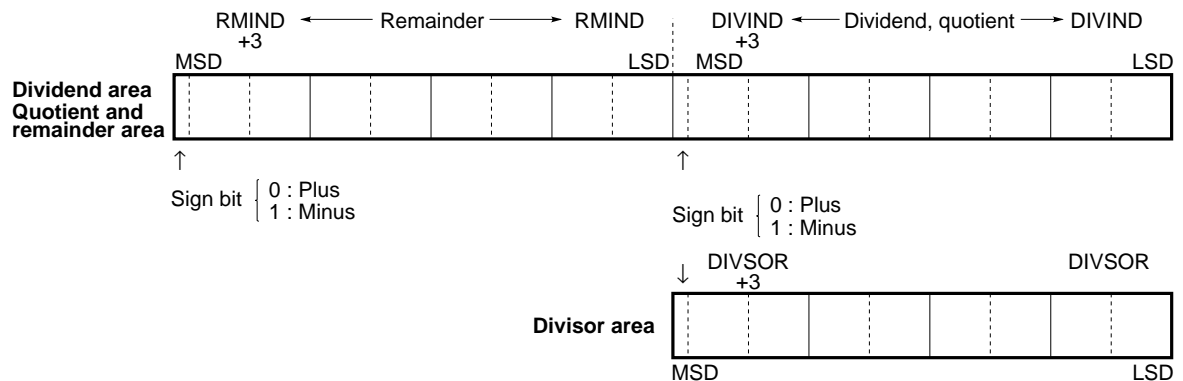 RMIND ← Remainder → RMIND DIVIND ← Dividend, quotient → DIVIND
+3 +3
MSD LSD MSD LSD
Dividend area
Quotient and
remainder area
↑ ↑
Sign bit { 0 : Plus
1 : Minus
Sign bit { 0 : Plus
1 : Minus
↓ DIVSOR DIVSOR
+3
Divisor area
MSD LSD